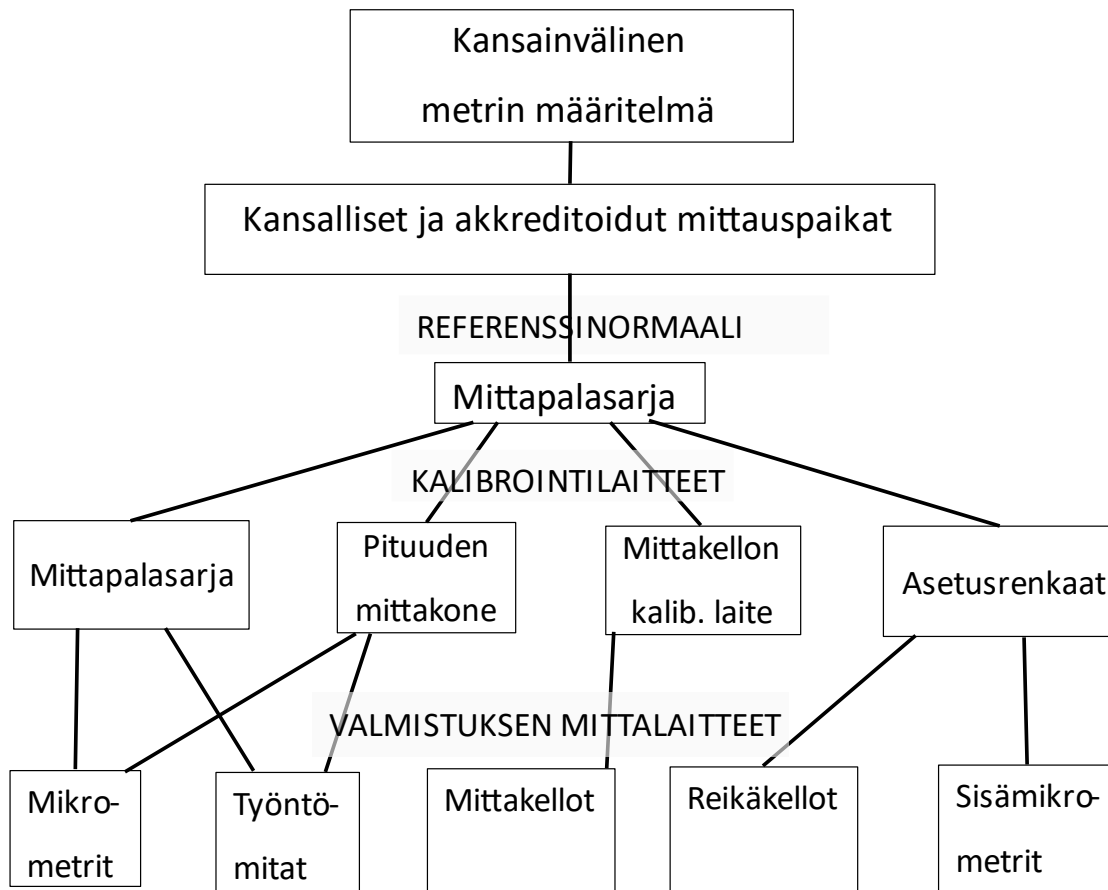 Kansainvälinen
metrin määritelmä
Kansalliset ja akkreditoidut mittauspaikat
REFERENSSINORMAALI
Mittapalasarja
KALIBROINTILAITTEET
Mittapalasarja
Pituuden
mittakone
Mittakellon
kalib. laite
Asetusrenkaat
VALMISTUKSEN MITTALAITTEET
Mikro-
metrit
Työntö-
mitat
Mittakellot
Reikäkellot
Sisämikro-
metrit